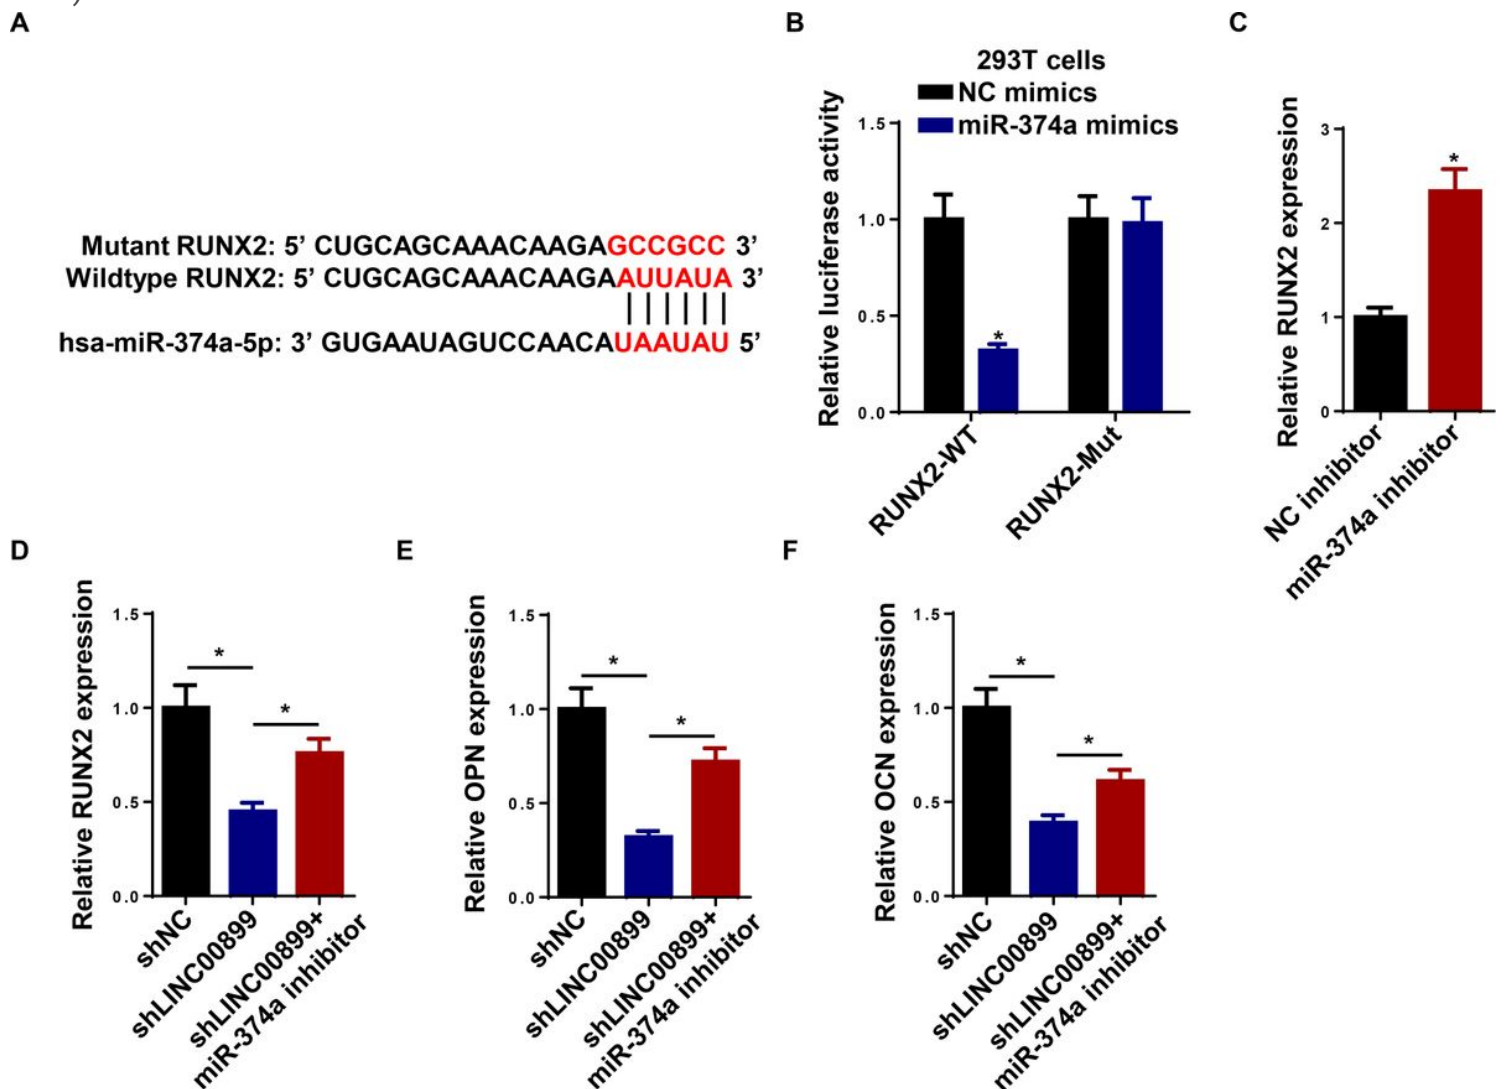 A
Mutant RUNX2: 5’ CUGCAGCAAACAAGAGCCGCC 3’
Wildtype RUNX2: 5’ CUGCAGCAAACAAGAAUUAUA 3’
hsa-miR-374a-5p: 3’ GUGAAUAGUCCAACAUAAUAU 5’
B
293T cells
NC mimics
miR-374a mimics
Relative luciferase activity
1.5
1.0
0.5
0.0
*
RUNX2-WT
RUNX2-Mut
C
Relative RUNX2 expression
3
2
1
0
*
NC inhibitor
miR-374a inhibitor
D
Relative RUNX2 expression
1.5
1.0
0.5
0.0
*
*
shNC
shLINC00899
shLINC00899+
miR-374a inhibitor
E
Relative OPN expression
1.5
1.0
0.5
0.0
*
*
shNC
shLINC00899
shLINC00899+
miR-374a inhibitor
F
Relative OCN expression
1.5
1.0
0.5
0.0
*
*
shNC
shLINC00899
shLINC00899+
miR-374a inhibitor